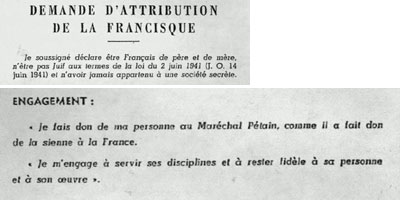 DEMANDE D'ATTRIBUTION
DE LA FRANCISQUE
Je soussigné déclare être Français de père et de mère,
n'être pas Juif aux termes de la loi du 2 juin 1941 (J. O. 14
juin 1941) et n'avoir jamais appartenu à une société secrète.
ENGAGEMENT :
« Je fais don de ma personne au Maréchal Pétain, comme il a fait don
de la sienne à la France.
« Je m'engage à servir ses disciplines et à rester fidèle à sa personne
et à son œuvre ».